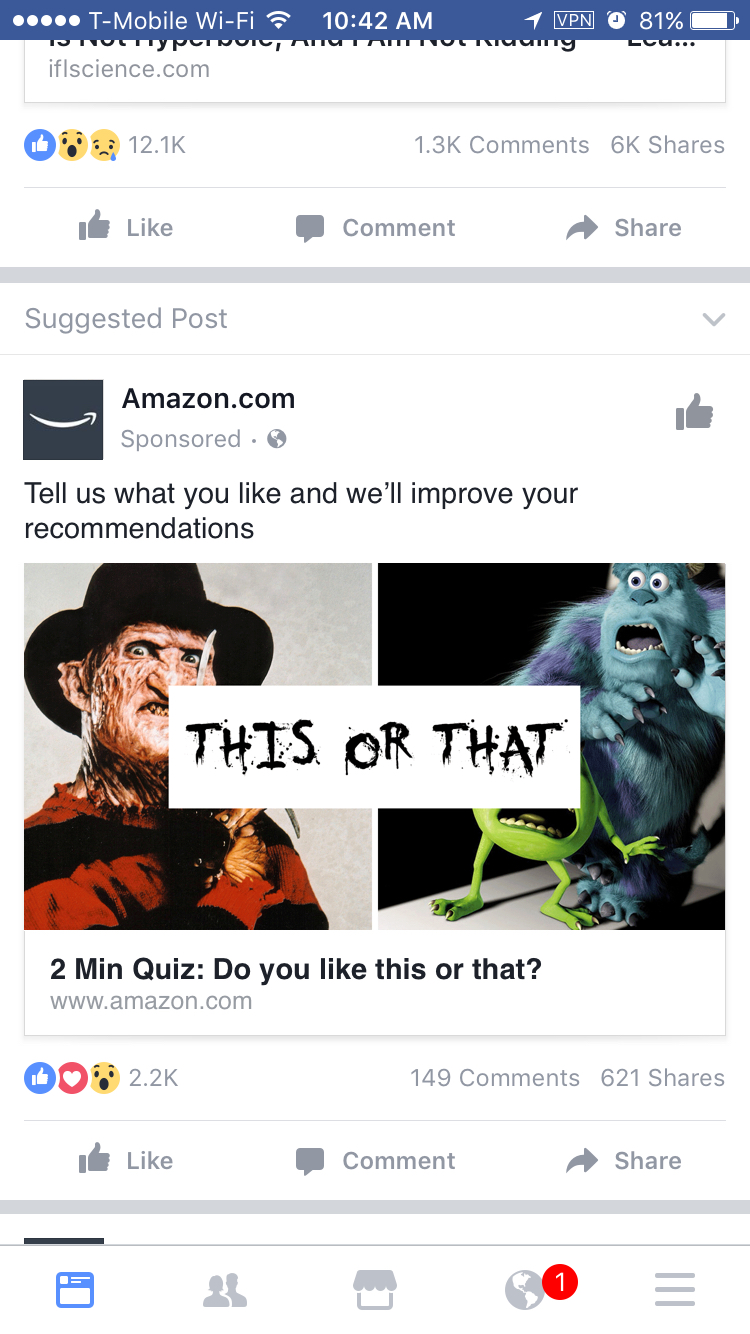 T-Mobile Wi-Fi 10:42 AM VPN 81%
Is Not Hyperbole, And I Am Not Kidding" — Lea...
iflscience.com
12.1K 1.3K Comments 6K Shares
Like Comment Share
Suggested Post
Amazon.com
Sponsored ·
Tell us what you like and we’ll improve your
recommendations
THIS OR THAT
2 Min Quiz: Do you like this or that?
www.amazon.com
2.2K 149 Comments 621 Shares
Like Comment Share
1